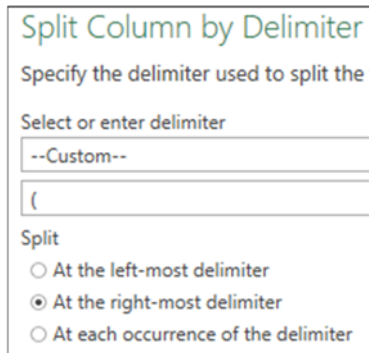 Split Column by Delimiter
Specify the delimiter used to split the
Select or enter delimiter
--Custom--
(
Split
At the left-most delimiter
At the right-most delimiter
At each occurrence of the delimiter